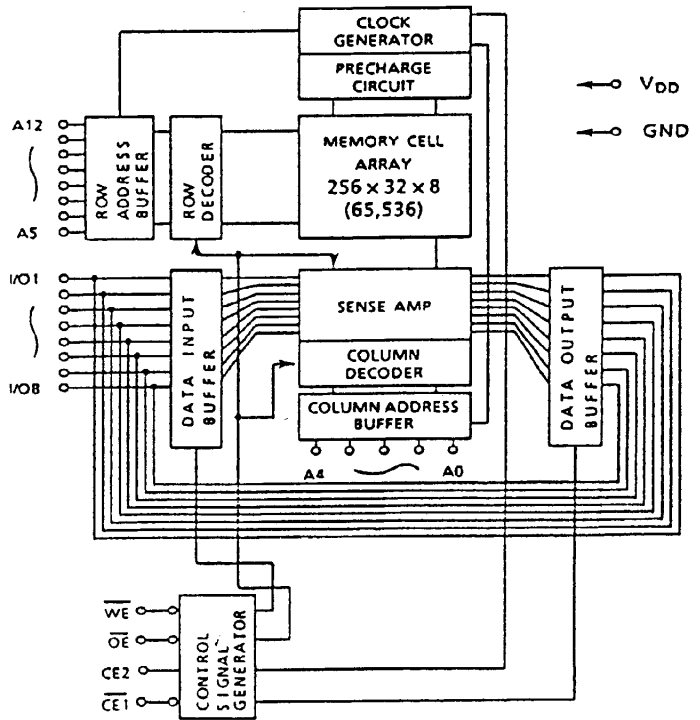 CLOCK
GENERATOR
PRECHARGE
CIRCUIT
VDD
GND
A12
A5
ROW
ADDRESS
BUFFER
ROW
DECODER
MEMORY CELL
ARRAY
256 x 32 x 8
(65,536)
I/O1
I/O8
DATA INPUT
BUFFER
SENSE AMP
COLUMN
DECODER
COLUMN ADDRESS
BUFFER
A4
A0
DATA OUTPUT
BUFFER
WE
OE
CE2
CE1
CONTROL
SIGNAL
GENERATOR